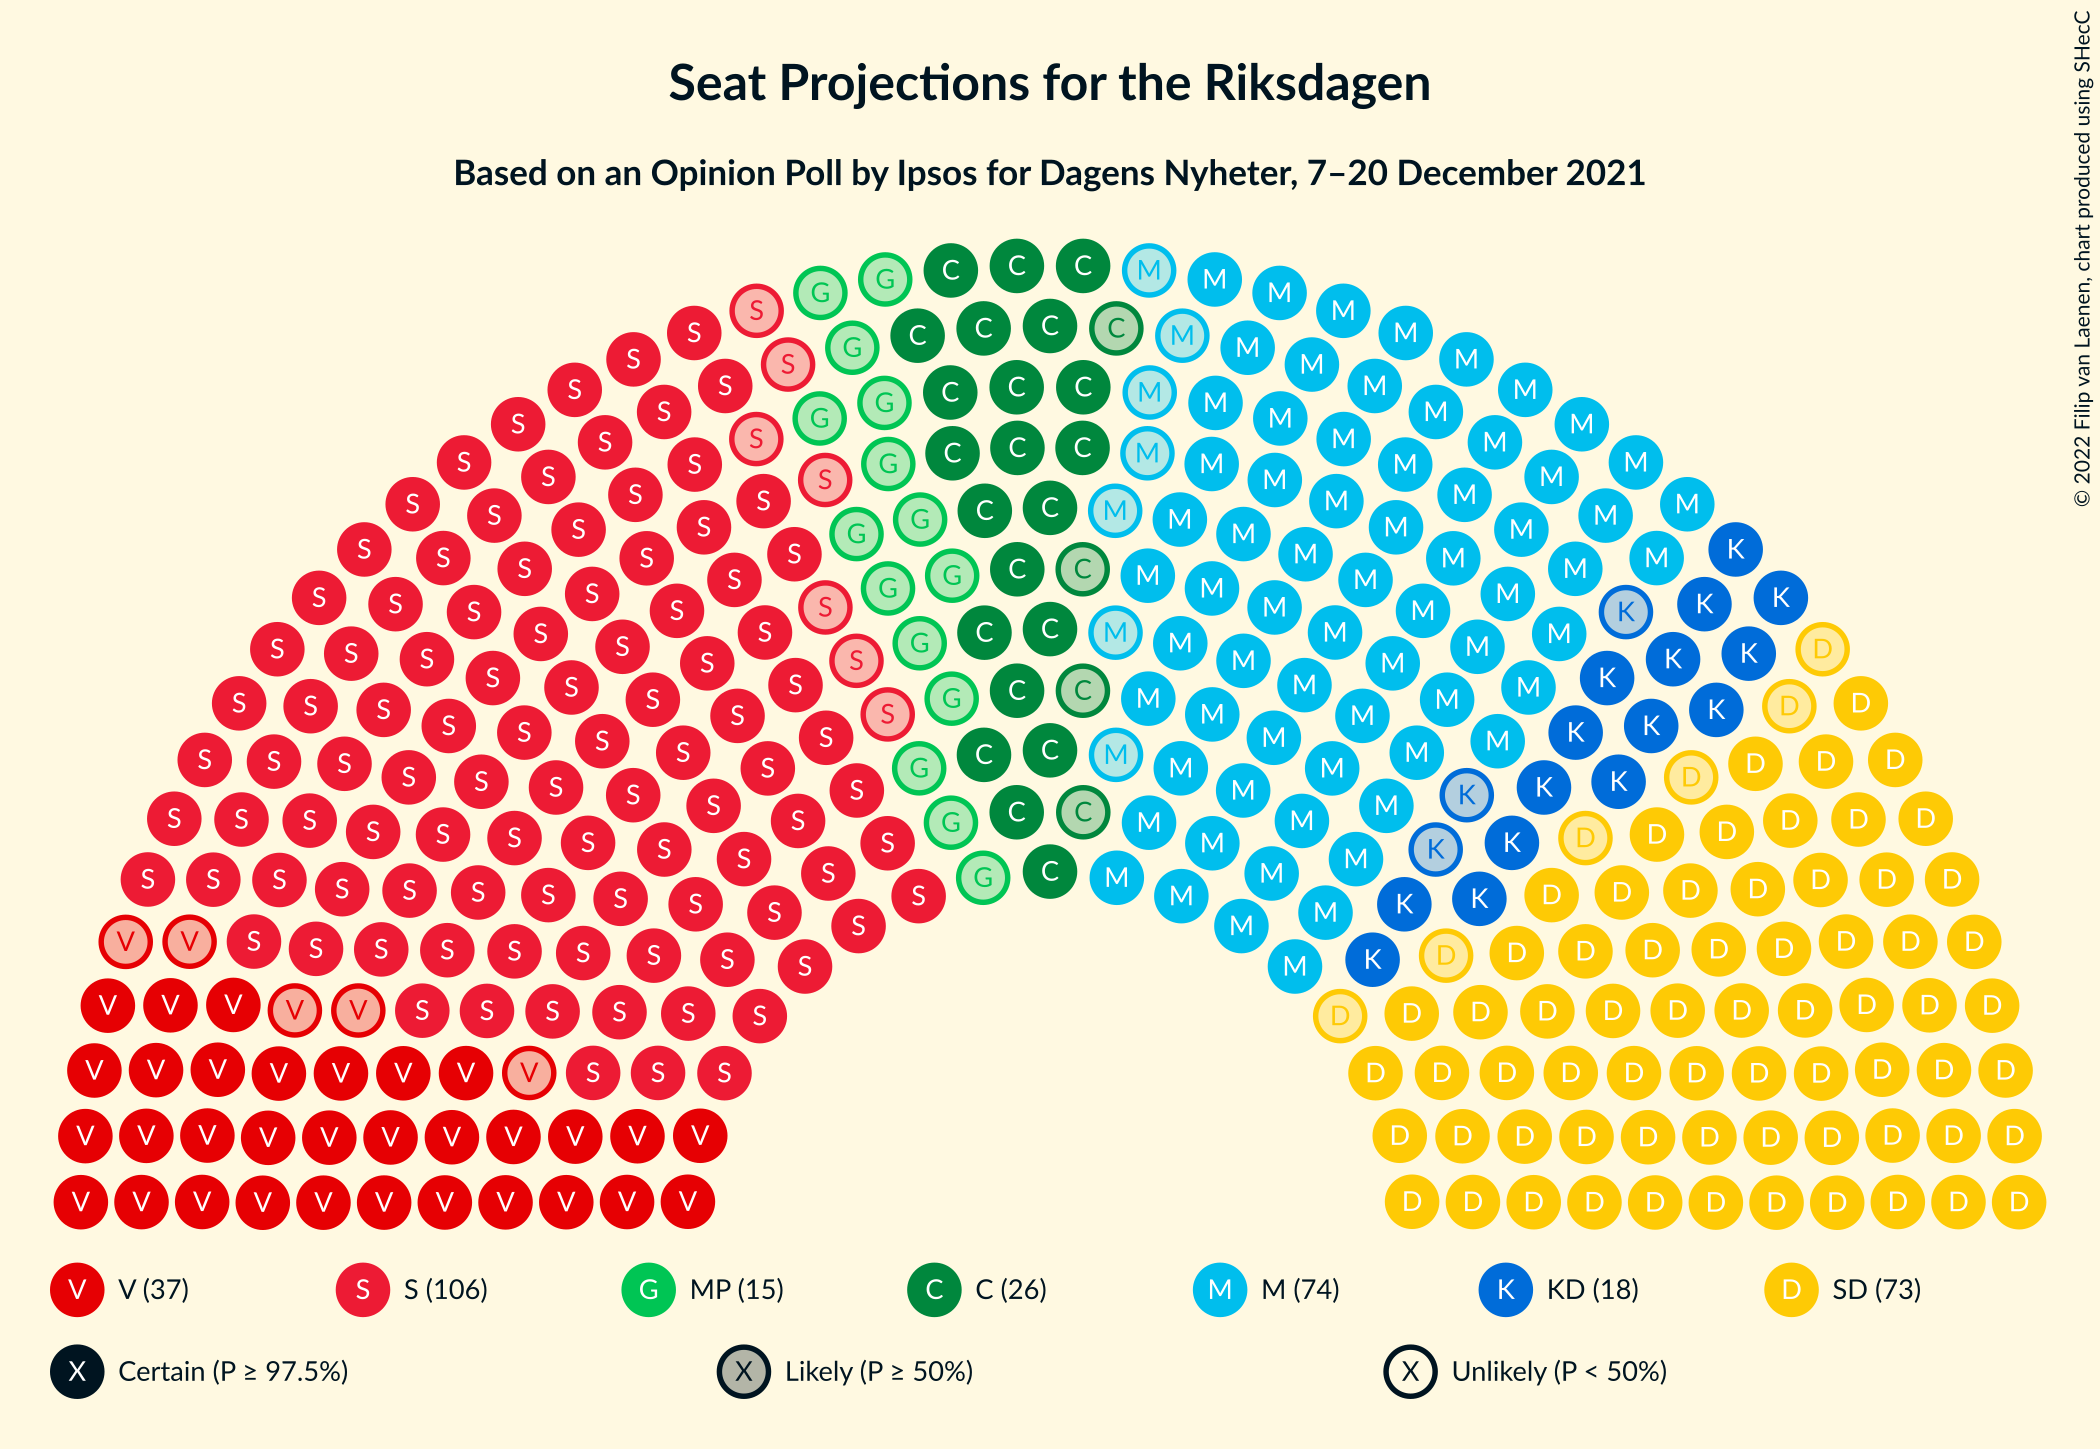 Seat Projections for the Riksdagen
Based on an Opinion Poll by Ipsos for Dagens Nyheter, 7–20 December 2021
© 2022 Filip van Laenen, chart produced using SHecC
V V (37) S S (106) G MP (15) C C (26) M M (74) K KD (18) D SD (73)
X Certain (P ≥ 97.5%) X Likely (P ≥ 50%) X Unlikely (P < 50%)